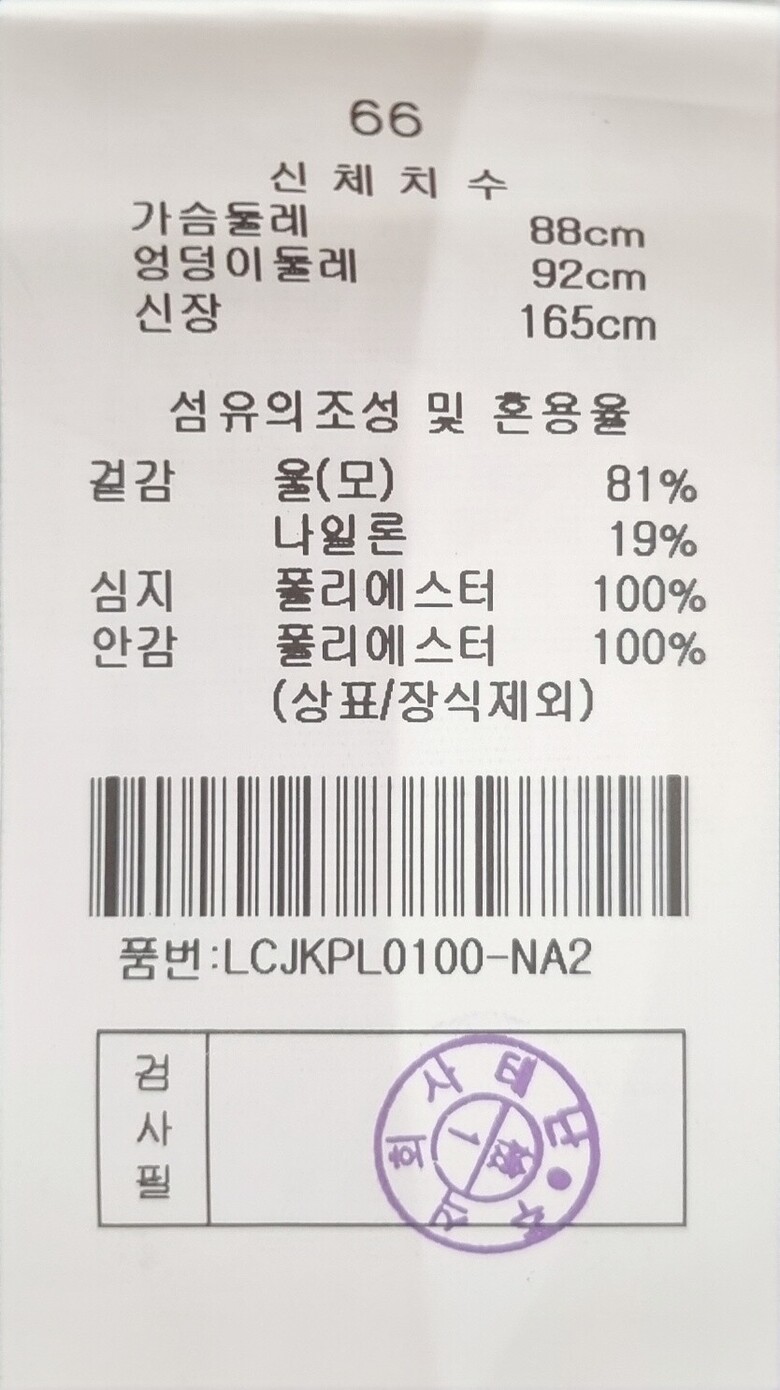 66
신체치수
가슴둘레 88cm
엉덩이둘레 92cm
신장 165cm
섬유의조성 및 혼용율
겉감 울(모) 81%
나일론 19%
심지 폴리에스터 100%
안감 폴리에스터 100%
(상표/장식제외)
품번:LCJKPL0100-NA2
검사필